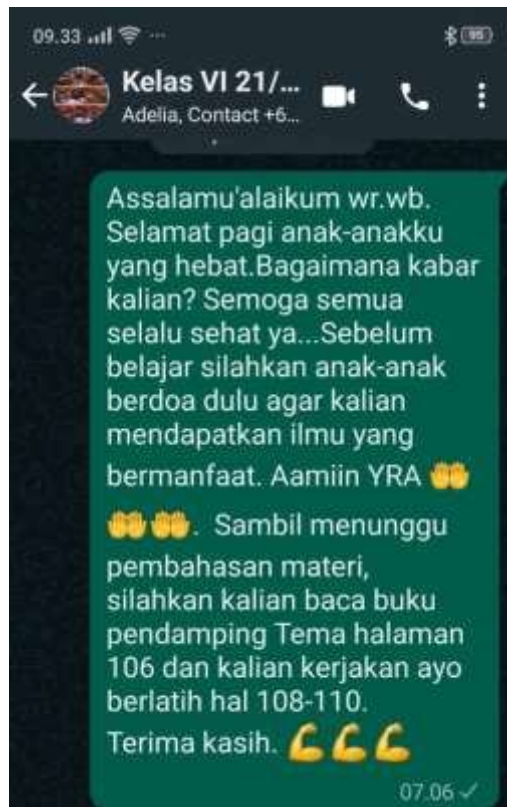 09.33
95
Kelas VI 21/...
Adelia, Contact +6...
Assalamu'alaikum wr.wb.
Selamat pagi anak-anakku
yang hebat.Bagaimana kabar
kalian? Semoga semua
selalu sehat ya...Sebelum
belajar silahkan anak-anak
berdoa dulu agar kalian
mendapatkan ilmu yang
bermanfaat. Aamiin YRA 🤲
🤲🤲. Sambil menunggu
pembahasan materi,
silahkan kalian baca buku
pendamping Tema halaman
106 dan kalian kerjakan ayo
berlatih hal 108-110.
Terima kasih. 💪💪💪
07.06